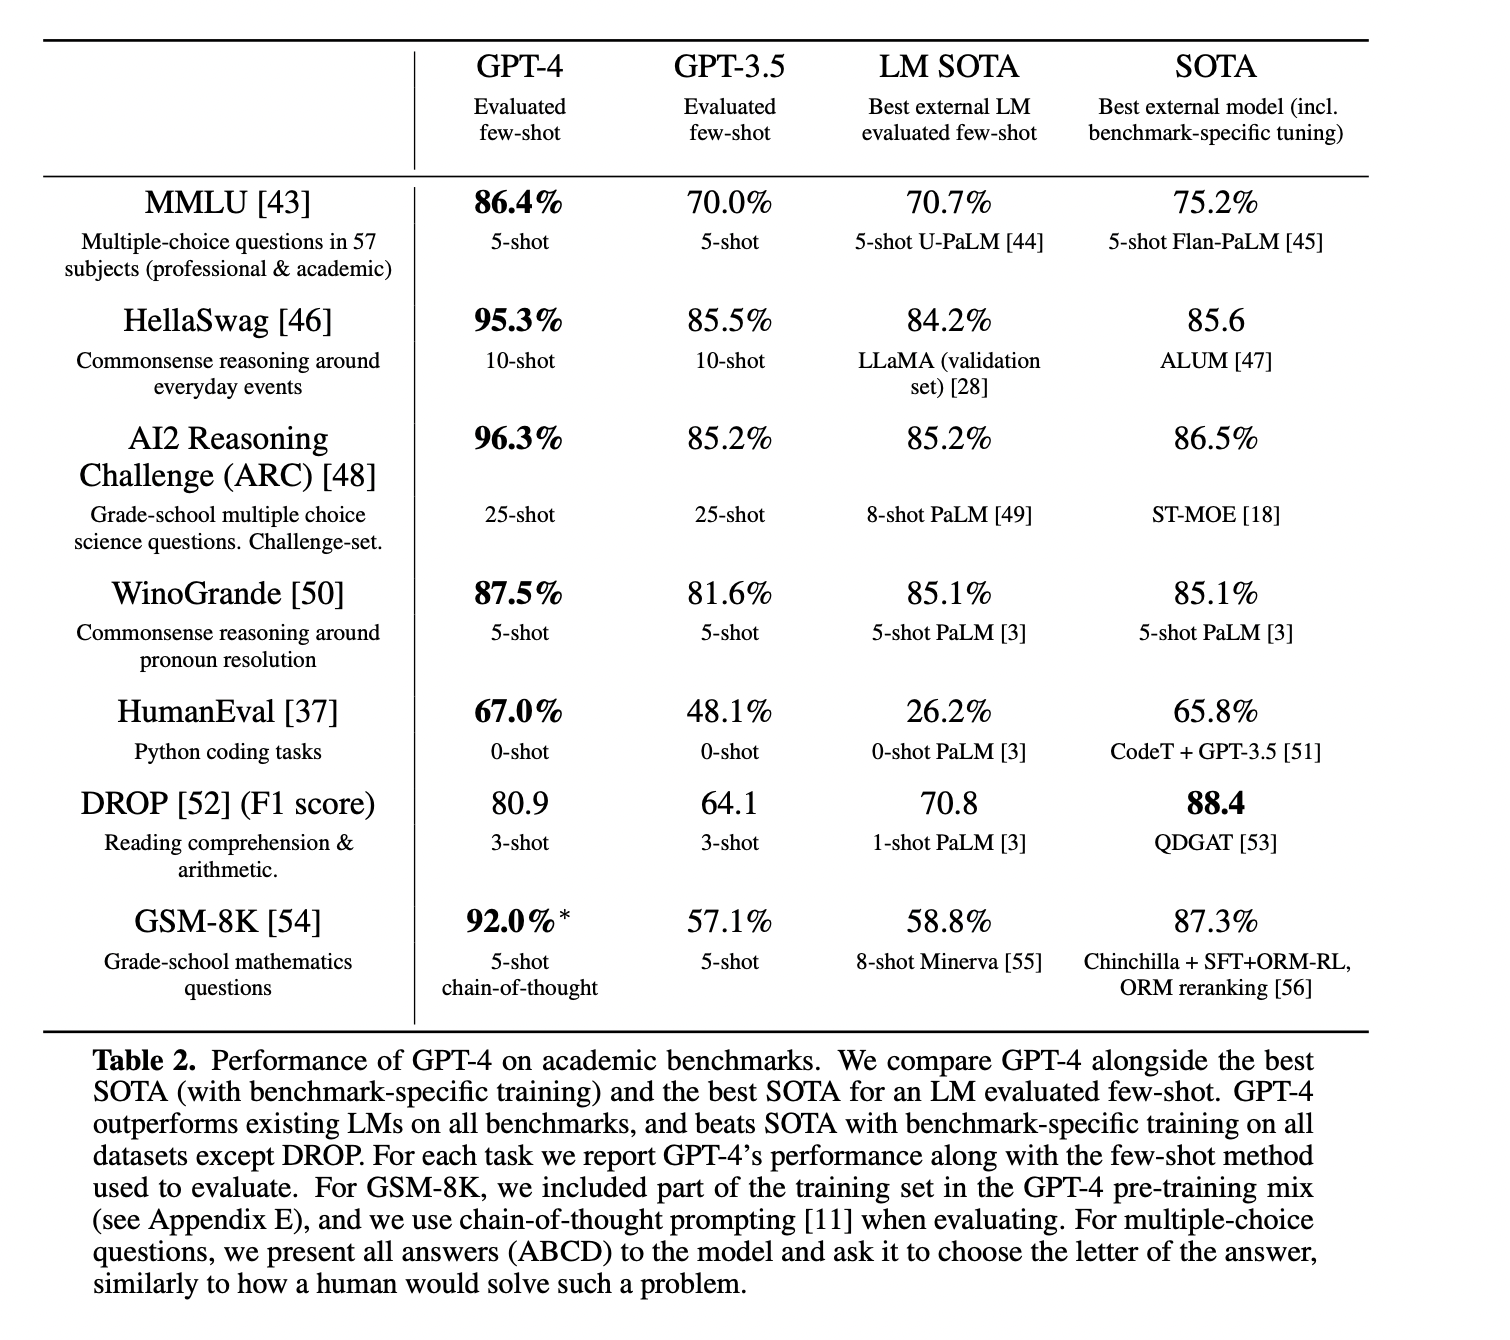 GPT-4 GPT-3.5 LM SOTA SOTA
Evaluated Evaluated Best external LM Best external model (incl.
few-shot few-shot evaluated few-shot benchmark-specific tuning)
MMLU [43] 86.4% 70.0% 70.7% 75.2%
Multiple-choice questions in 57 5-shot 5-shot 5-shot U-PaLM [44] 5-shot Flan-PaLM [45]
subjects (professional & academic)
HellaSwag [46] 95.3% 85.5% 84.2% 85.6
Commonsense reasoning around 10-shot 10-shot LLaMA (validation ALUM [47]
everyday events set) [28]
AI2 Reasoning 96.3% 85.2% 85.2% 86.5%
Challenge (ARC) [48]
Grade-school multiple choice 25-shot 25-shot 8-shot PaLM [49] ST-MOE [18]
science questions. Challenge-set.
WinoGrande [50] 87.5% 81.6% 85.1% 85.1%
Commonsense reasoning around 5-shot 5-shot 5-shot PaLM [3] 5-shot PaLM [3]
pronoun resolution
HumanEval [37] 67.0% 48.1% 26.2% 65.8%
Python coding tasks 0-shot 0-shot 0-shot PaLM [3] CodeT + GPT-3.5 [51]
DROP [52] (F1 score) 80.9 64.1 70.8 88.4
Reading comprehension & 3-shot 3-shot 1-shot PaLM [3] QDGAT [53]
arithmetic.
GSM-8K [54] 92.0%* 57.1% 58.8% 87.3%
Grade-school mathematics 5-shot 5-shot 8-shot Minerva [55] Chinchilla + SFT+ORM-RL,
questions chain-of-thought ORM reranking [56]
Table 2. Performance of GPT-4 on academic benchmarks. We compare GPT-4 alongside the best
SOTA (with benchmark-specific training) and the best SOTA for an LM evaluated few-shot. GPT-4
outperforms existing LMs on all benchmarks, and beats SOTA with benchmark-specific training on all
datasets except DROP. For each task we report GPT-4's performance along with the few-shot method
used to evaluate. For GSM-8K, we included part of the training set in the GPT-4 pre-training mix
(see Appendix E), and we use chain-of-thought prompting [11] when evaluating. For multiple-choice
questions, we present all answers (ABCD) to the model and ask it to choose the letter of the answer,
similarly to how a human would solve such a problem.